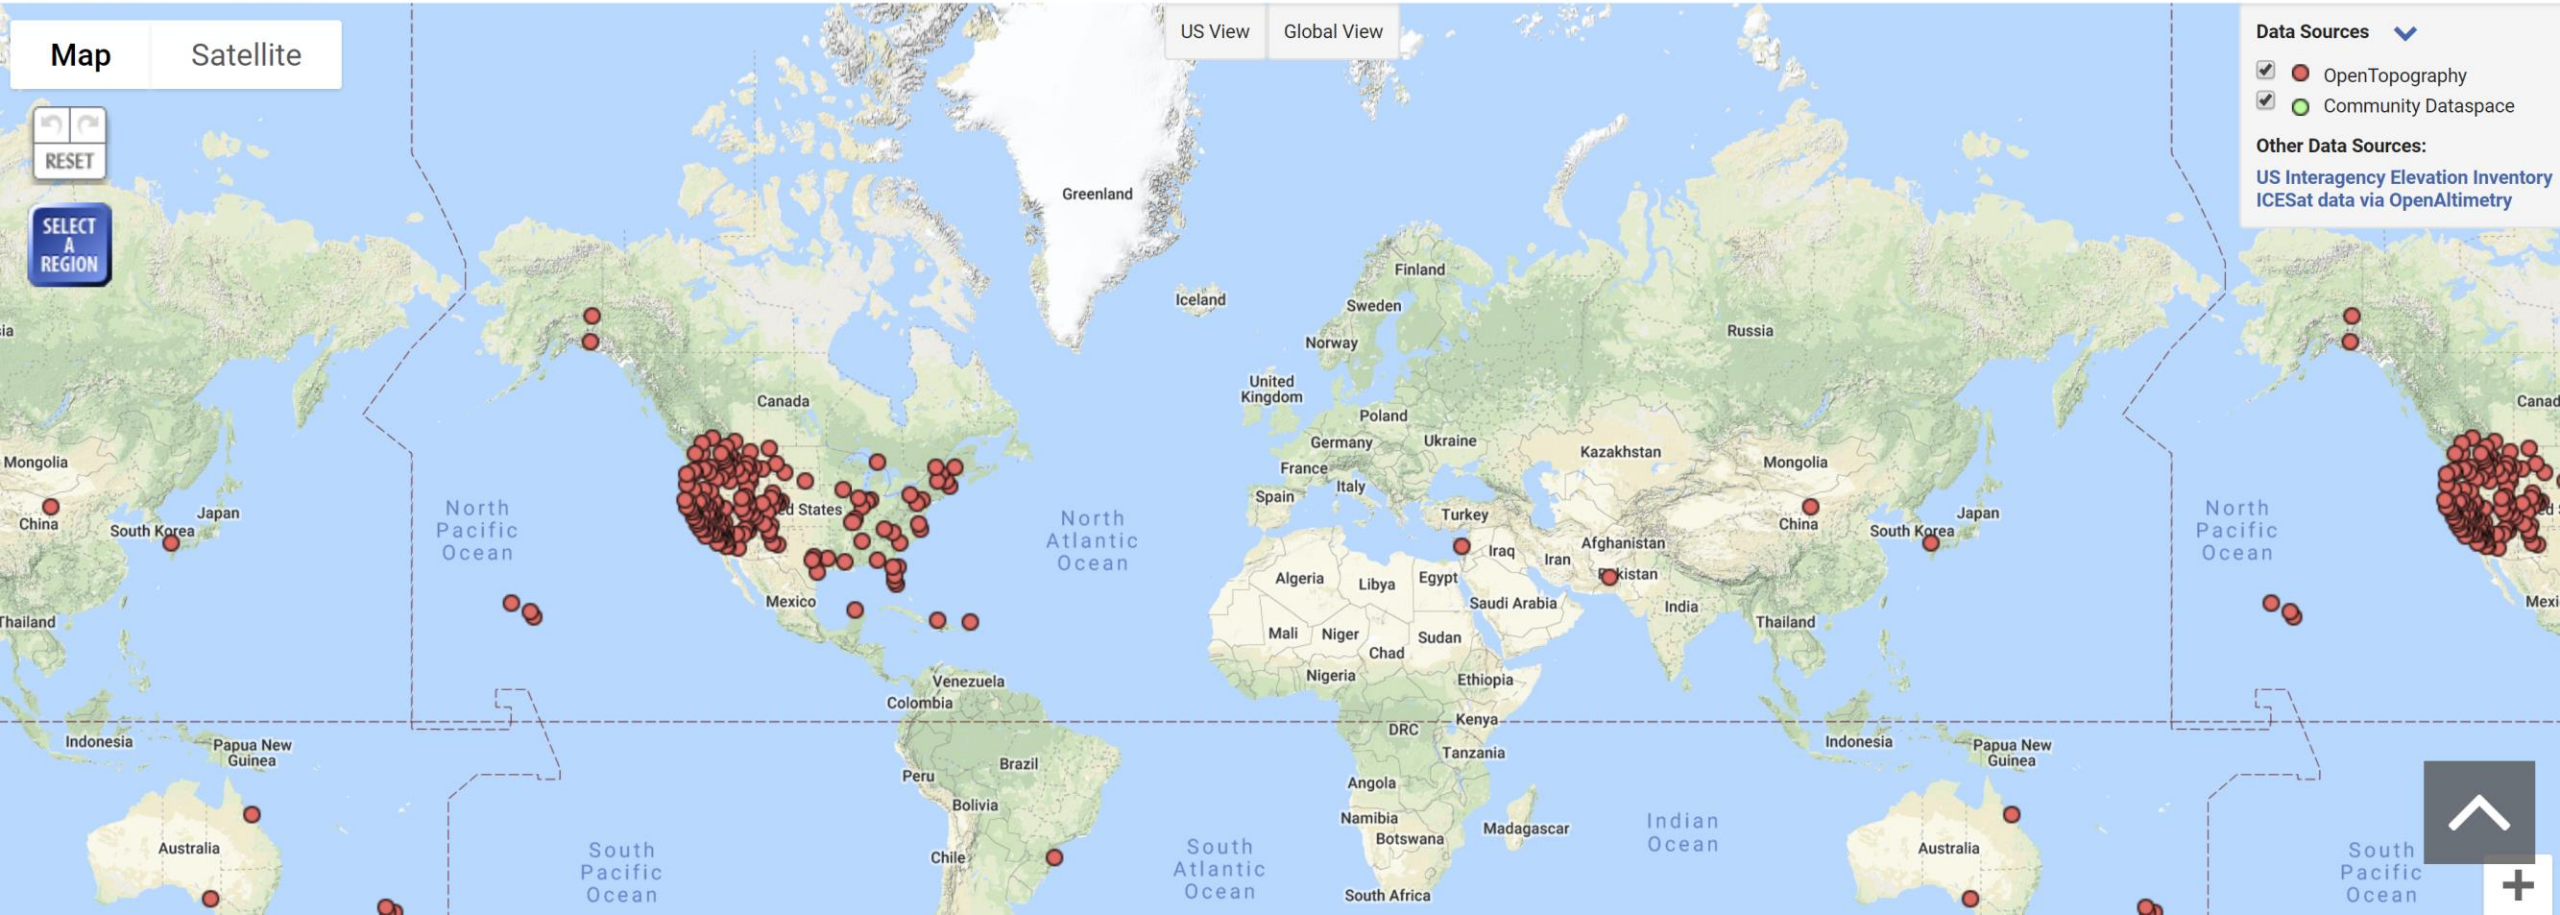 Map
Satellite
US View
Global View
Data Sources
OpenTopography
Community Dataspace
Other Data Sources:
US Interagency Elevation Inventory
ICESat data via OpenAltimetry
RESET
SELECT
A
REGION
Greenland
Iceland
Finland
Sweden
Norway
Russia
ia
United
Kingdom
Canada
Canad
Poland
Germany
Ukraine
France
Kazakhstan
Mongolia
Mongolia
Italy
Spain
Turkey
China
China
South Korea
South Korea
Japan
Japan
North
Pacific
Ocean
ed States
North
Atlantic
Ocean
North
Pacific
Ocean
Iraq
Iran
Afghanistan
kistan
Algeria
Libya
Egypt
Saudi Arabia
India
Mexico
Mexi
Thailand
Thailand
Mali
Niger
Sudan
Chad
Nigeria
Ethiopia
Venezuela
Colombia
Kenya
DRC
Tanzania
Indonesia
Papua New
Guinea
Indonesia
Papua New
Guinea
Brazil
Peru
Bolivia
Angola
Namibia
Botswana
Madagascar
Indian
Ocean
Australia
Australia
South
Pacific
Ocean
Chile
South
Atlantic
Ocean
South Africa
South
Pacific
Ocean